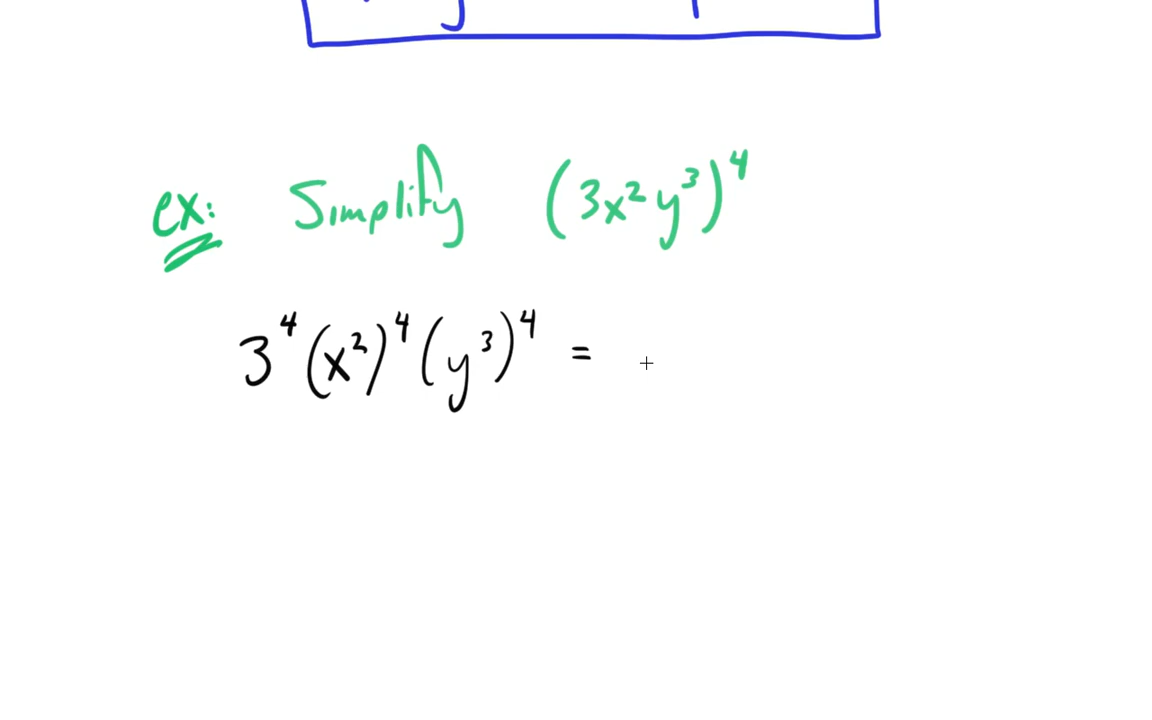 ex: Simplify (3x²y³)⁴
3⁴(x²)⁴(y³)⁴ =